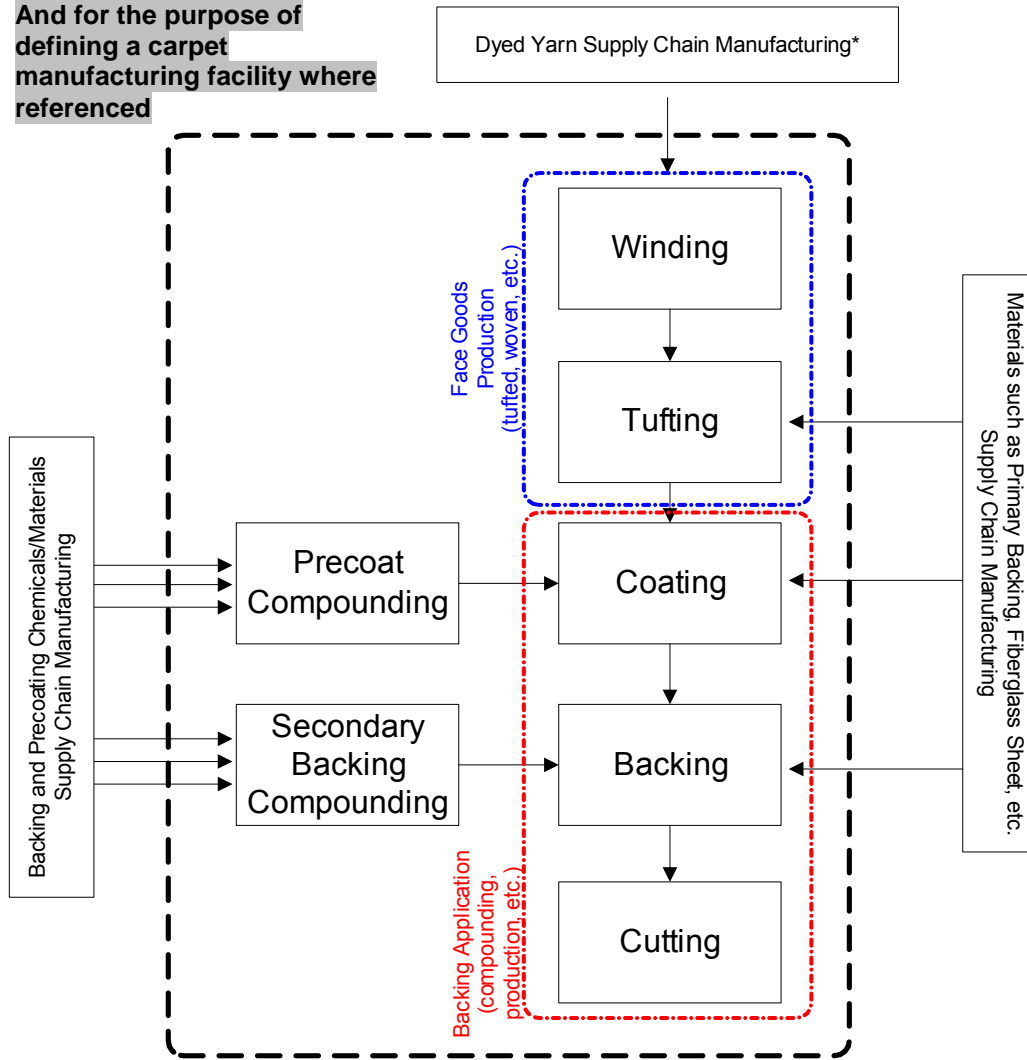 And for the purpose of
defining a carpet
manufacturing facility where
referenced
Dyed Yarn Supply Chain Manufacturing*
Winding
Face Goods
Production
(tufted, woven, etc.)
Tufting
Materials such as Primary Backing, Fiberglass Sheet, etc.
Supply Chain Manufacturing
Backing and Precoating Chemicals/Materials
Supply Chain Manufacturing
Precoat
Compounding
Coating
Secondary
Backing
Compounding
Backing
Backing Application
(compounding,
production, etc.)
Cutting